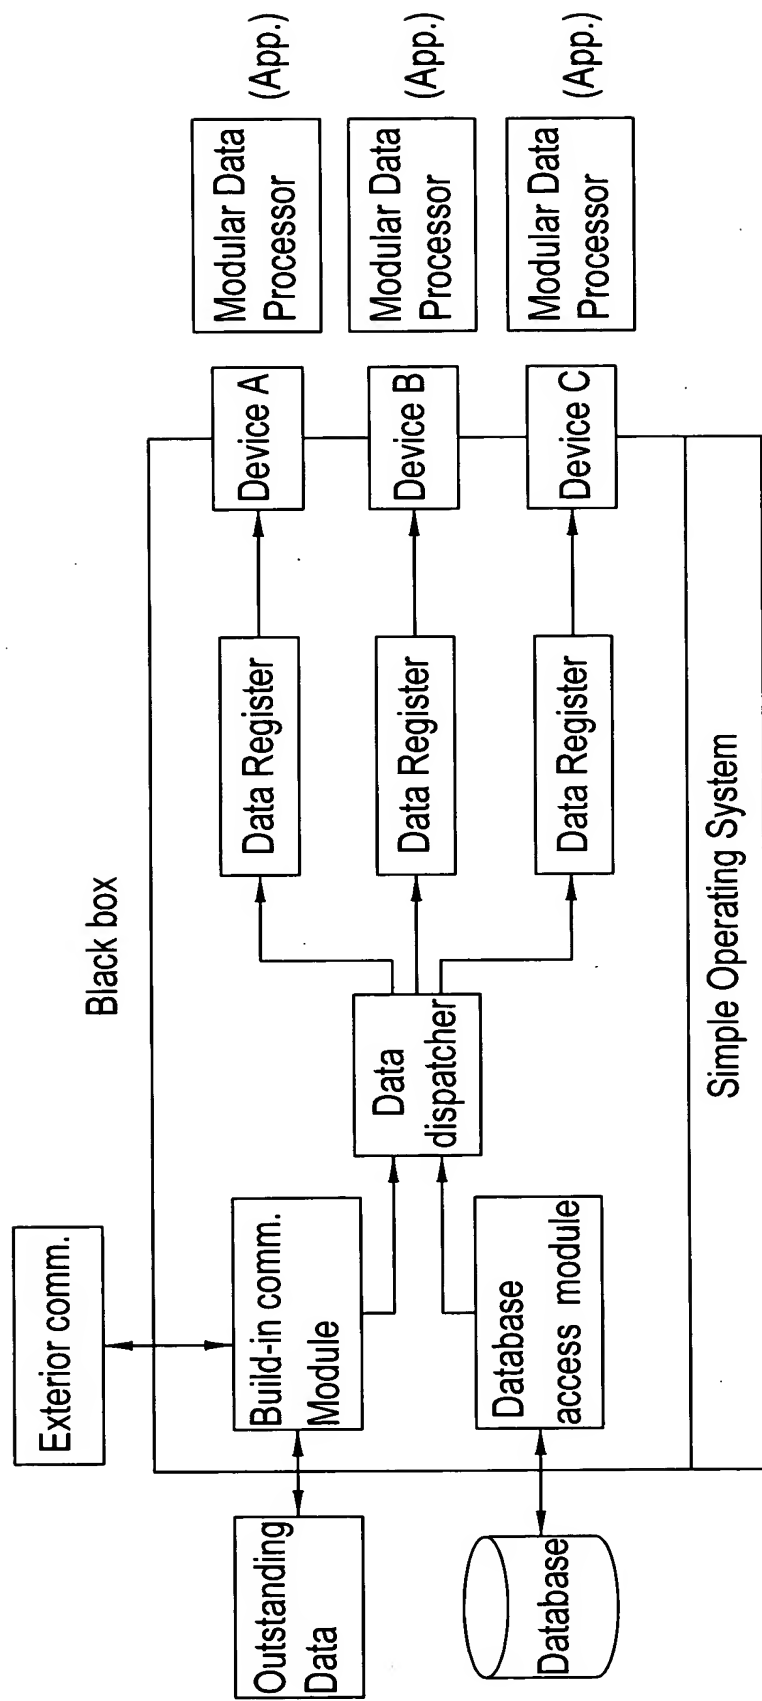 Black box
Exterior comm.
Outstanding
Data
Build-in comm.
Module
Database
Database
access module
Data
dispatcher
Data Register
Data Register
Data Register
Device A
Device B
Device C
Modular Data
Processor
(App.)
Modular Data
Processor
(App.)
Modular Data
Processor
(App.)
Simple Operating System